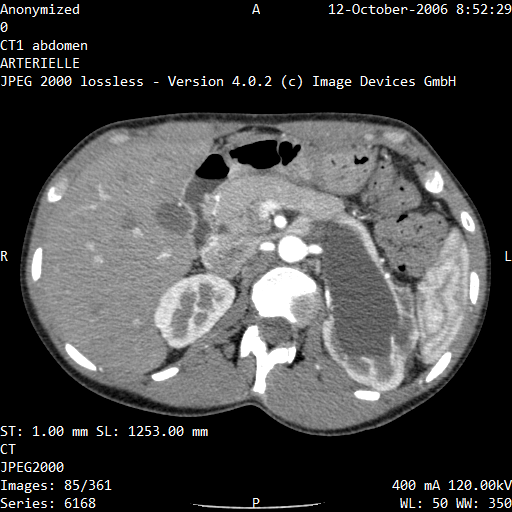 Anonymized A 12-October-2006 8:52:29
0
CT1 abdomen
ARTERIELLE
JPEG 2000 lossless - Version 4.0.2 (c) Image Devices GmbH
R L
ST: 1.00 mm SL: 1253.00 mm
CT
JPEG2000
Images: 85/361 400 mA 120.00kV
Series: 6168 P WL: 50 WW: 350